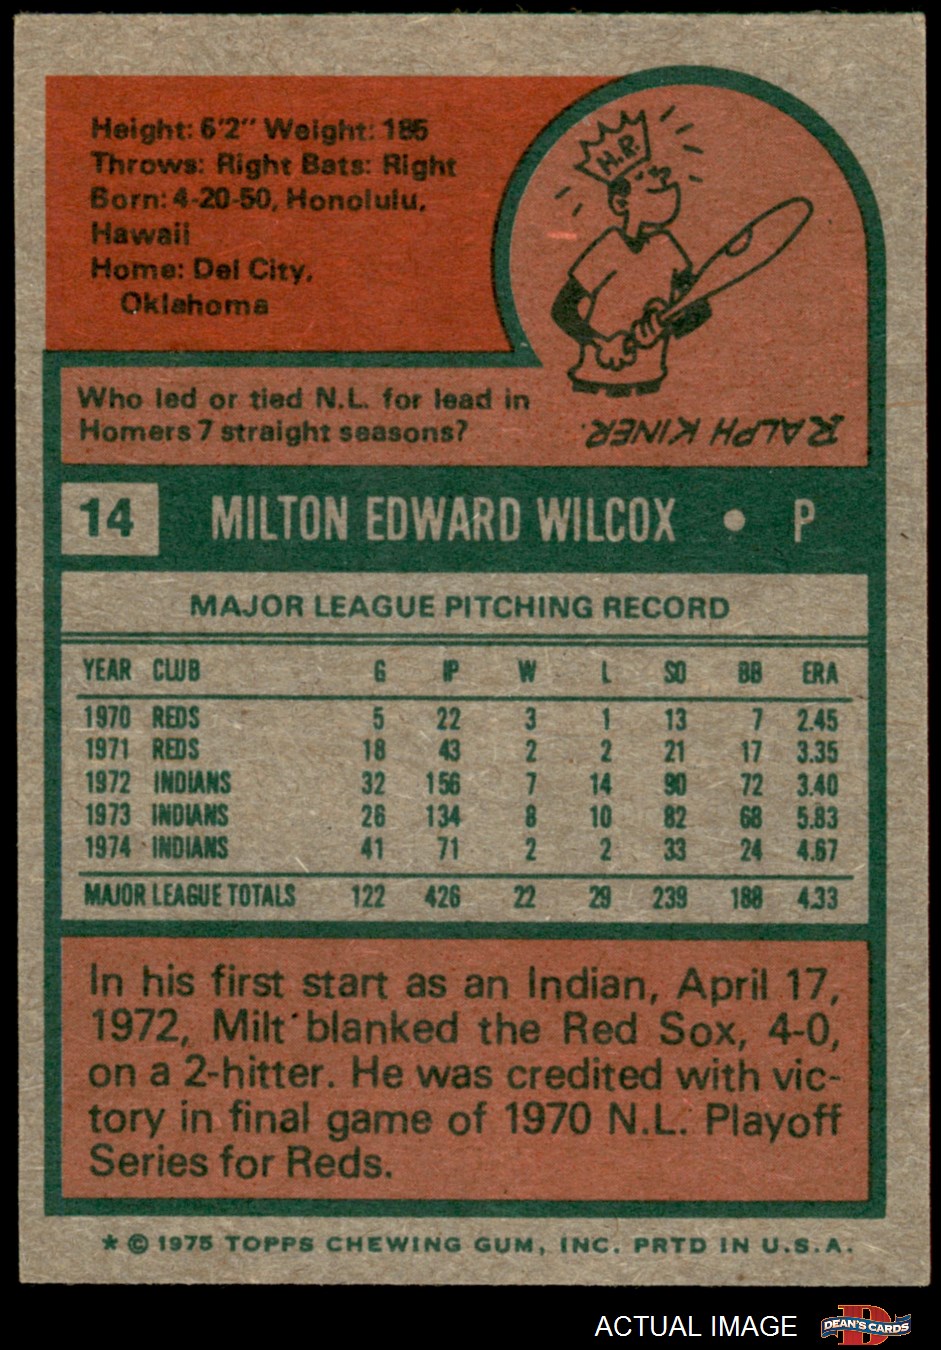 Height: 6'2" Weight: 185
Throws: Right Bats: Right
Born: 4-20-50, Honolulu,
Hawaii
Home: Del City,
Oklahoma
H.R.
Who led or tied N.L. for lead in
Homers 7 straight seasons?
RALPH KINER.
14 MILTON EDWARD WILCOX • P
MAJOR LEAGUE PITCHING RECORD
YEAR CLUB G IP W L SO BB ERA
1970 REDS 5 22 3 1 13 7 2.45
1971 REDS 18 43 2 2 21 17 3.35
1972 INDIANS 32 156 7 14 90 72 3.40
1973 INDIANS 26 134 8 10 82 68 5.83
1974 INDIANS 41 71 2 2 33 24 4.67
MAJOR LEAGUE TOTALS 122 426 22 29 239 188 4.33
In his first start as an Indian, April 17,
1972, Milt blanked the Red Sox, 4-0,
on a 2-hitter. He was credited with vic-
tory in final game of 1970 N.L. Playoff
Series for Reds.
* © 1975 TOPPS CHEWING GUM, INC. PRTD IN U.S.A.
ACTUAL IMAGE
D
DEAN'S CARDS